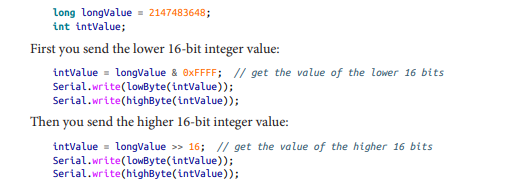 long longValue = 2147483648;
int intValue;
First you send the lower 16-bit integer value:
intValue = longValue & 0xFFFF;  // get the value of the lower 16 bits
Serial.write(lowByte(intValue));
Serial.write(highByte(intValue));
Then you send the higher 16-bit integer value:
intValue = longValue >> 16;  // get the value of the higher 16 bits
Serial.write(lowByte(intValue));
Serial.write(highByte(intValue));